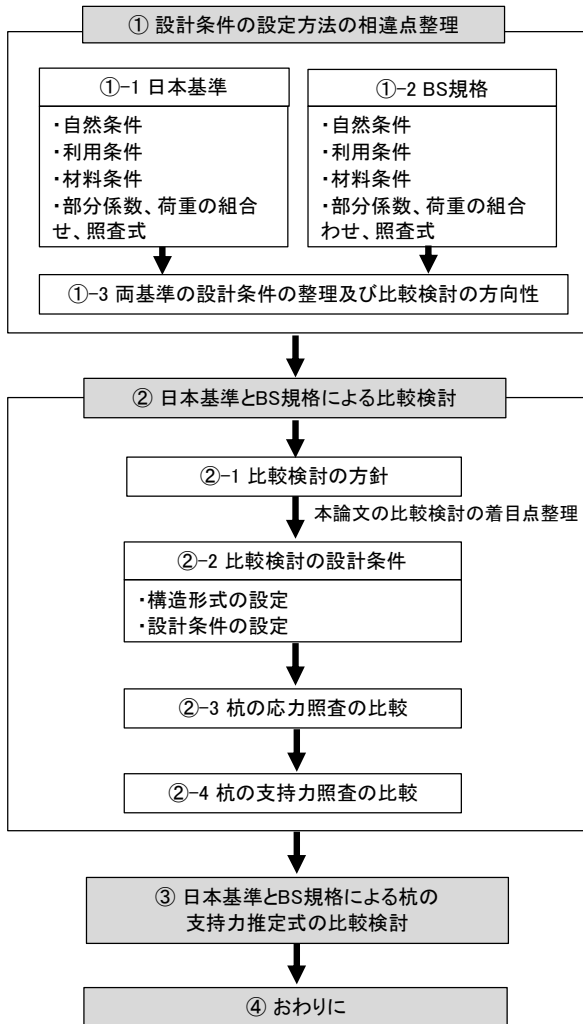 ① 設計条件の設定方法の相違点整理
①-1 日本基準
・自然条件
・利用条件
・材料条件
・部分係数、荷重の組合
せ、照査式
①-2 BS規格
・自然条件
・利用条件
・材料条件
・部分係数、荷重の組合
わせ、照査式
①-3 両基準の設計条件の整理及び比較検討の方向性
② 日本基準とBS規格による比較検討
②-1 比較検討の方針
本論文の比較検討の着目点整理
②-2 比較検討の設計条件
・構造形式の設定
・設計条件の設定
②-3 杭の応力照査の比較
②-4 杭の支持力照査の比較
③ 日本基準とBS規格による杭の
支持力推定式の比較検討
④ おわりに